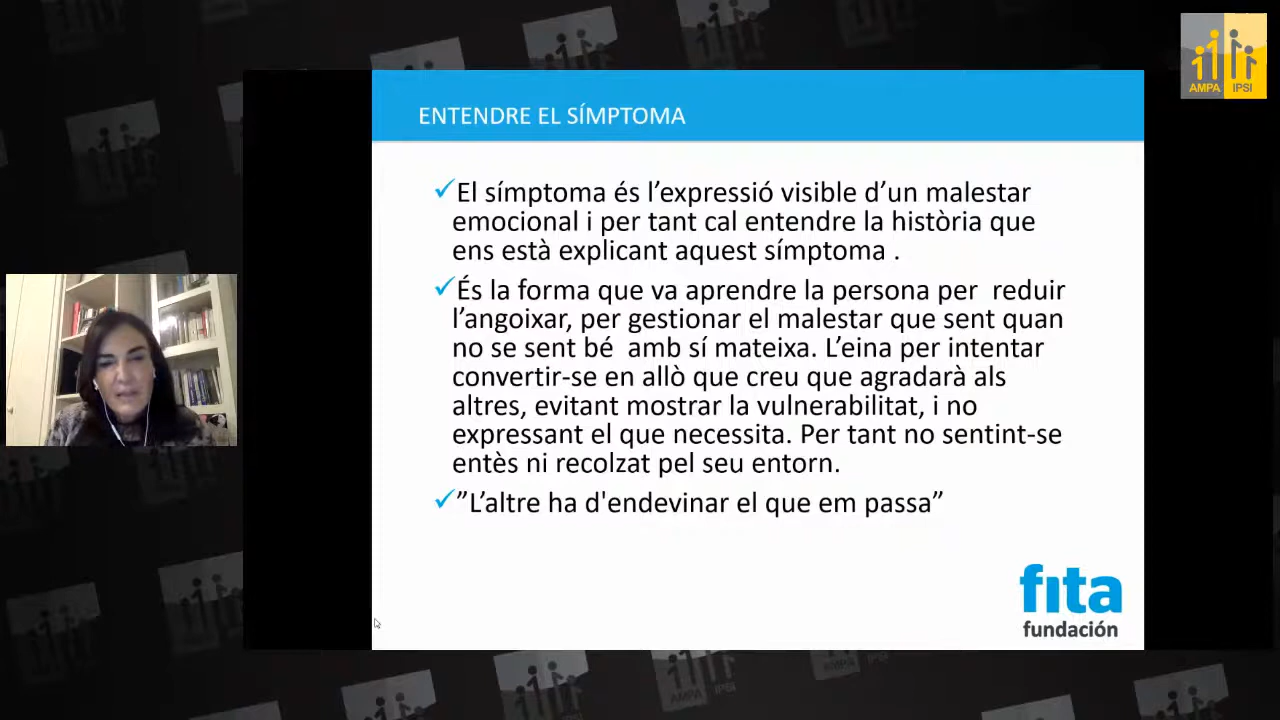 AMPA IPSI
ENTENDRE EL SÍMPTOMA
El símptoma és l’expressió visible d’un malestar
emocional i per tant cal entendre la història que
ens està explicant aquest símptoma .
És la forma que va aprendre la persona per reduir
l’angoixar, per gestionar el malestar que sent quan
no se sent bé amb sí mateixa. L’eina per intentar
convertir-se en allò que creu que agradarà als
altres, evitant mostrar la vulnerabilitat, i no
expressant el que necessita. Per tant no sentint-se
entès ni recolzat pel seu entorn.
”L’altre ha d'endevinar el que em passa”
fita
fundación
AMPA IPSI